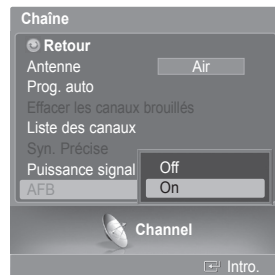 Chaîne
Retour
Antenne Air
Prog. auto
Effacer les canaux brouillés
Liste des canaux
Syn. Précise
Puissance signal Off
AFB On
Channel
Intro.